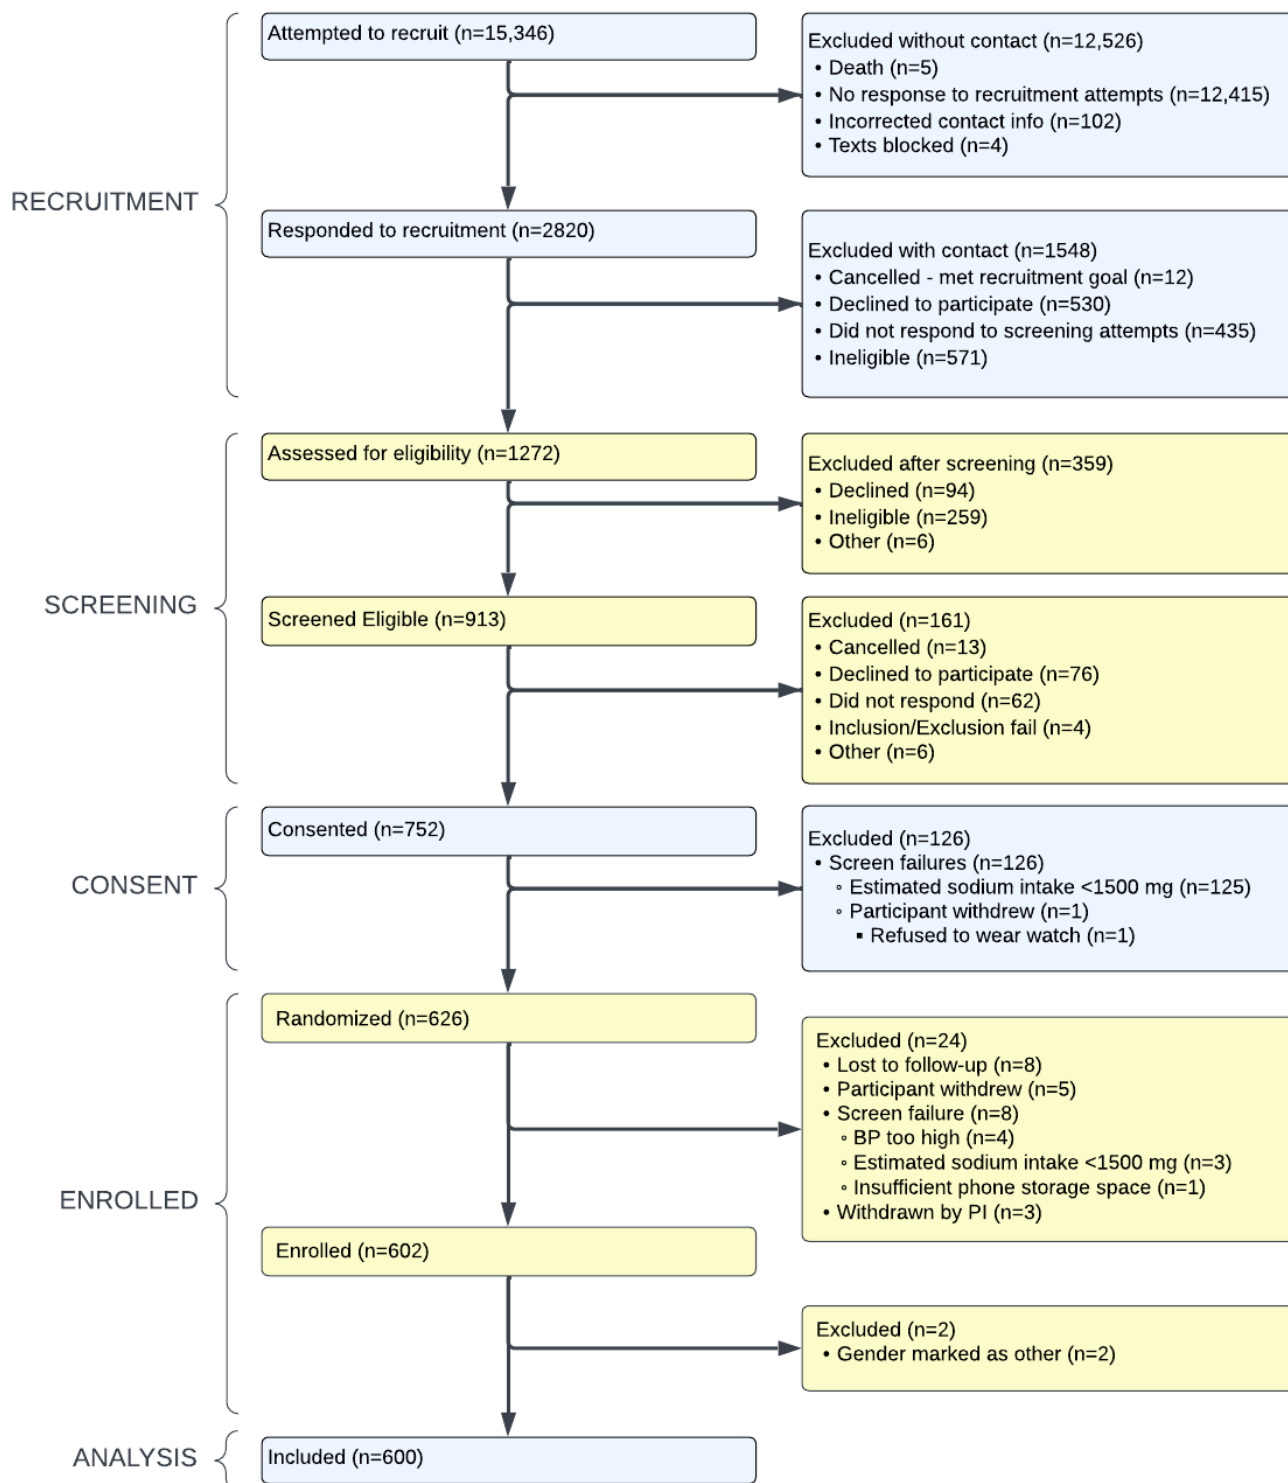 RECRUITMENT
Attempted to recruit (n=15,346)
Excluded without contact (n=12,526)
• Death (n=5)
• No response to recruitment attempts (n=12,415)
• Incorrected contact info (n=102)
• Texts blocked (n=4)
Responded to recruitment (n=2820)
Excluded with contact (n=1548)
• Cancelled - met recruitment goal (n=12)
• Declined to participate (n=530)
• Did not respond to screening attempts (n=435)
• Ineligible (n=571)
SCREENING
Assessed for eligibility (n=1272)
Excluded after screening (n=359)
• Declined (n=94)
• Ineligible (n=259)
• Other (n=6)
Screened Eligible (n=913)
Excluded (n=161)
• Cancelled (n=13)
• Declined to participate (n=76)
• Did not respond (n=62)
• Inclusion/Exclusion fail (n=4)
• Other (n=6)
CONSENT
Consented (n=752)
Excluded (n=126)
• Screen failures (n=126)
◦ Estimated sodium intake <1500 mg (n=125)
◦ Participant withdrew (n=1)
▪ Refused to wear watch (n=1)
ENROLLED
Randomized (n=626)
Excluded (n=24)
• Lost to follow-up (n=8)
• Participant withdrew (n=5)
• Screen failure (n=8)
◦ BP too high (n=4)
◦ Estimated sodium intake <1500 mg (n=3)
◦ Insufficient phone storage space (n=1)
• Withdrawn by PI (n=3)
Enrolled (n=602)
Excluded (n=2)
• Gender marked as other (n=2)
ANALYSIS
Included (n=600)